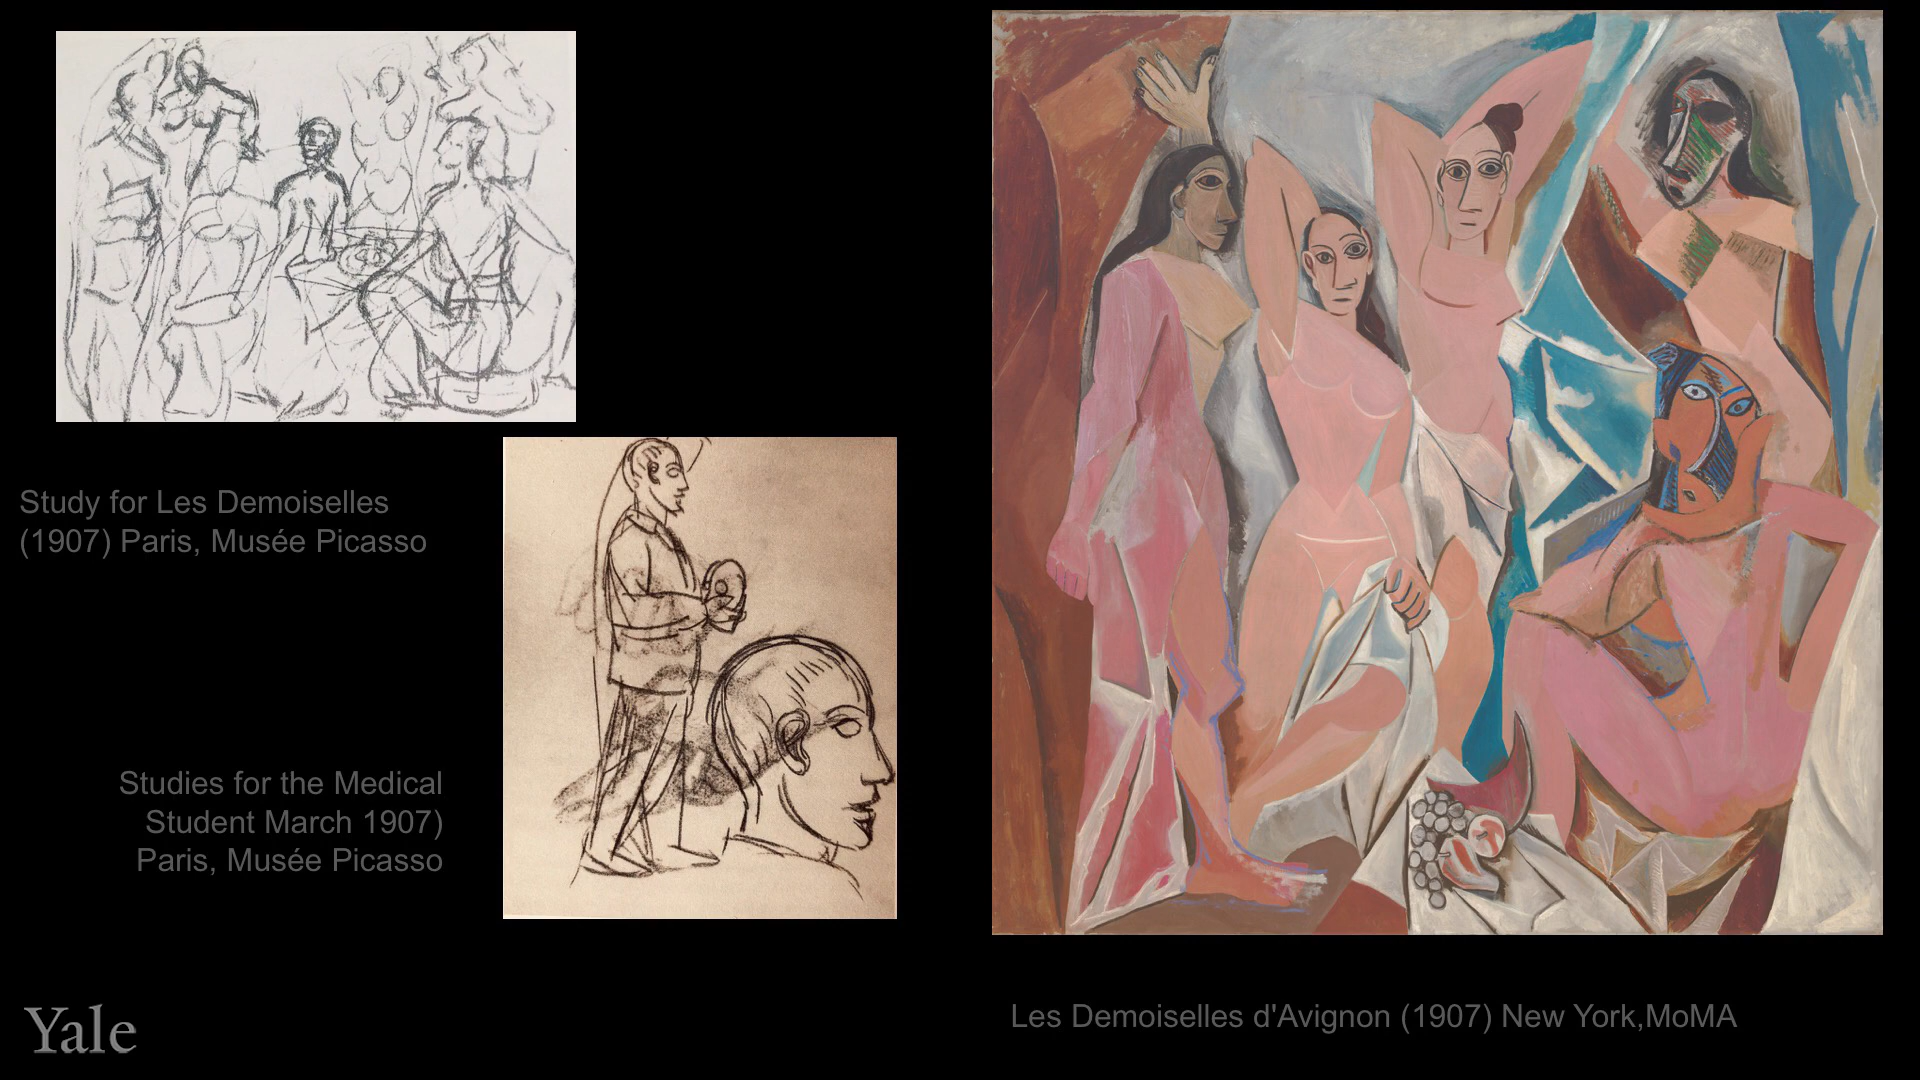 Study for Les Demoiselles
(1907) Paris, Musée Picasso
Studies for the Medical
Student March 1907)
Paris, Musée Picasso
Les Demoiselles d'Avignon (1907) New York,MoMA
Yale